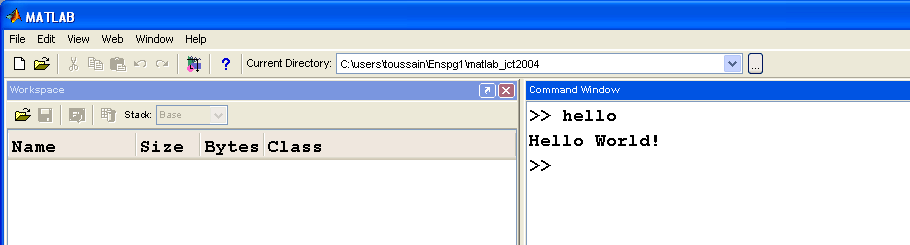 MATLAB
File Edit View Web Window Help
? Current Directory: C:\users\toussain\Enspg1\matlab_jct2004 ...
Workspace
Stack: Base
Name Size Bytes Class
Command Window
>> hello
Hello World!
>>